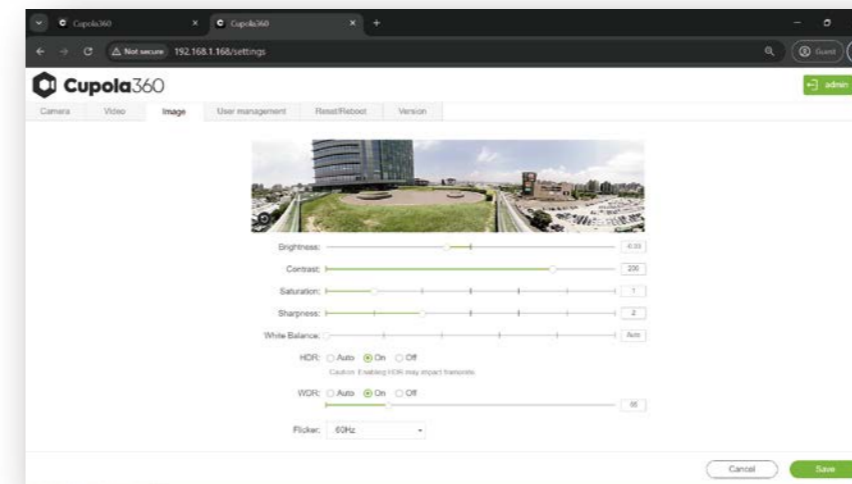 Cupola360
Cupola360
Not secure 192.168.1.168/settings
Guest
Cupola360
admin
Camera Video Image User management Reset/Reboot Version
Brightness:
Contrast: 200
Saturation: 1
Sharpness: 2
White Balance: Auto
HDR: Auto On Off
Caution: Enabling HDR may impact framerate.
WDR: Auto On Off
Flicker: 60Hz
Cancel Save